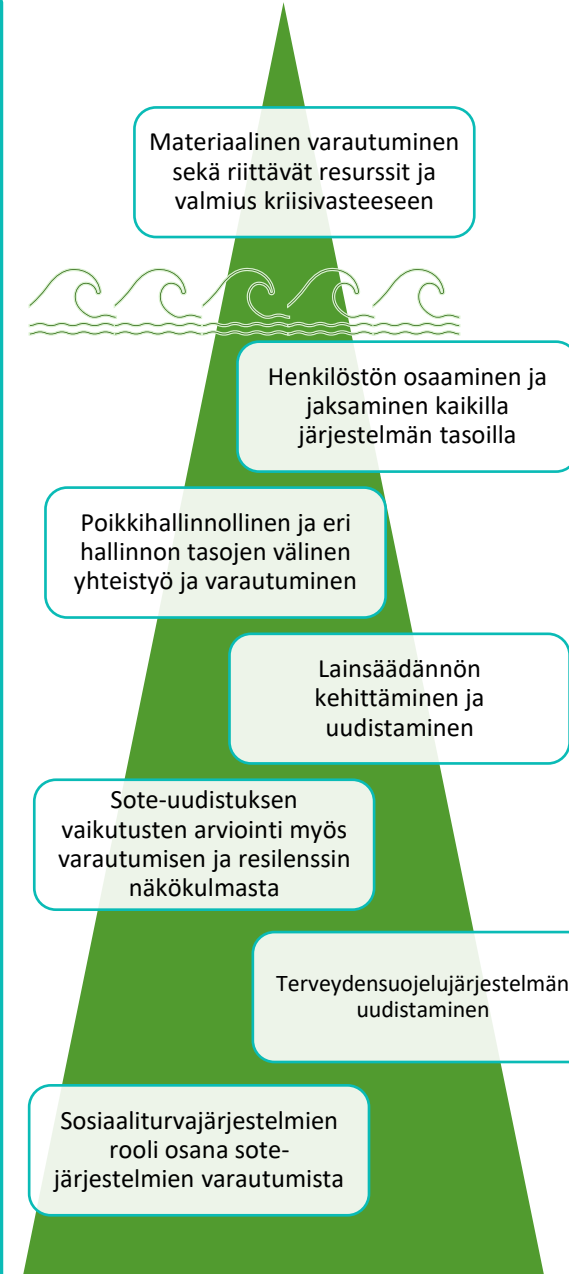 Materiaalinen varautuminen
sekä riittävät resurssit ja
valmius kriisivasteeseen
Henkilöstön osaaminen ja
jaksaminen kaikilla
järjestelmän tasoilla
Poikkihallinnollinen ja eri
hallinnon tasojen välinen
yhteistyö ja varautuminen
Lainsäädännön
kehittäminen ja
uudistaminen
Sote-uudistuksen
vaikutusten arviointi myös
varautumisen ja resilenssin
näkökulmasta
Terveydensuojelujärjestelmän
uudistaminen
Sosiaaliturvajärjestelmien
rooli osana sote-
järjestelmien varautumista